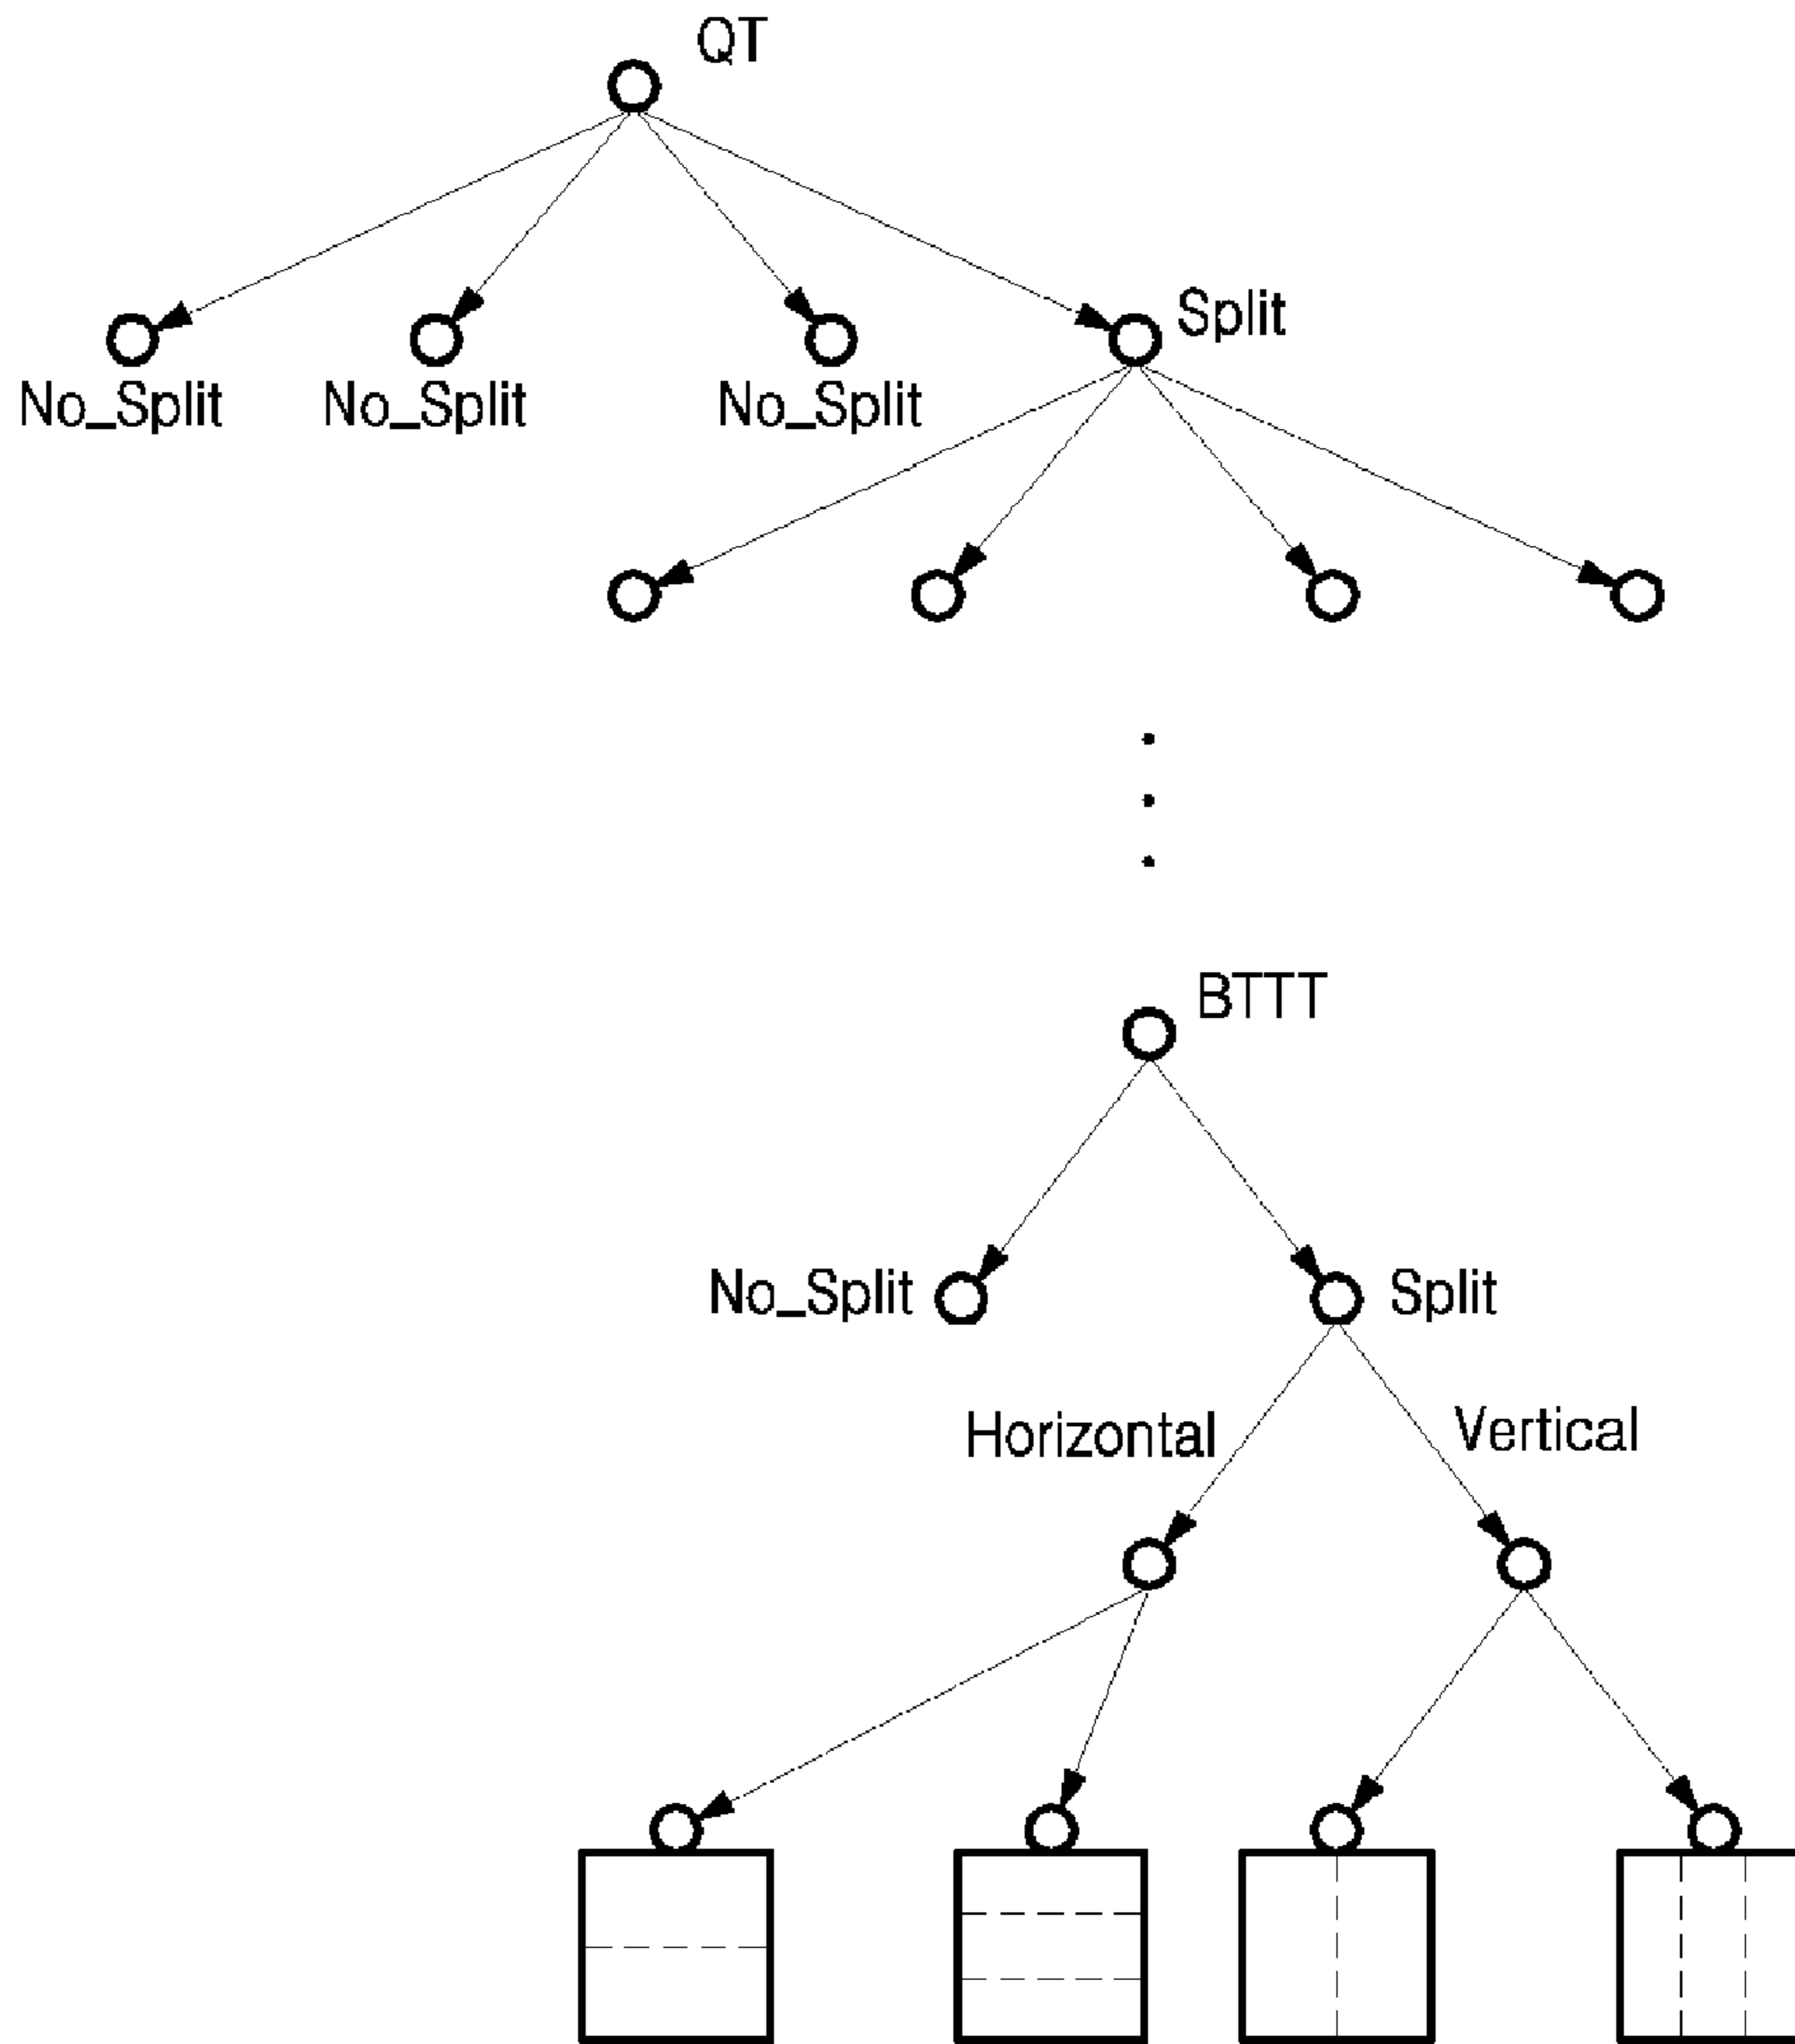 QT
Split
No_Split
No_Split
No_Split
BTTT
No_Split
Split
Horizontal
Vertical